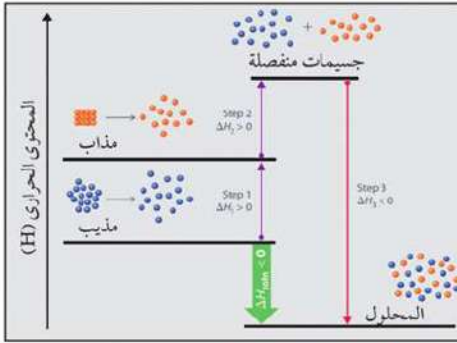 +
جسيمات منفصلة
Step 2
ΔH₂ > 0
مذاب
Step 1
ΔH₁ > 0
مذيب
Step 3
ΔH₃ < 0
ΔHsoln < 0
المحلول
المحتوى الحرارى (H)